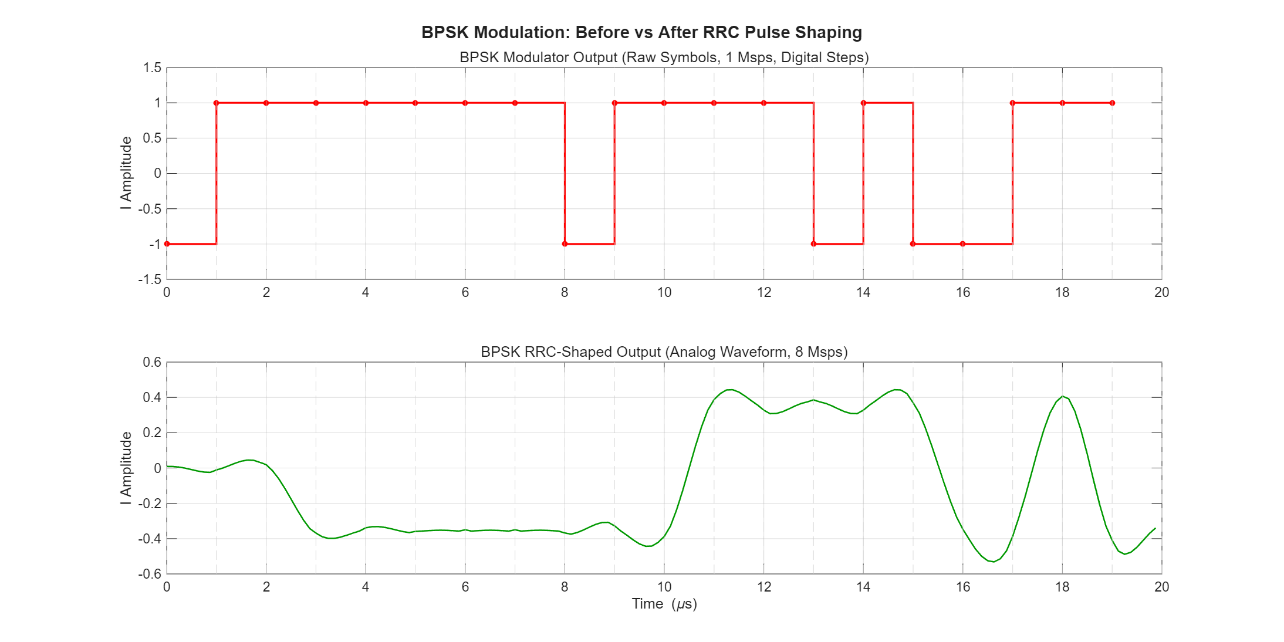 BPSK Modulation: Before vs After RRC Pulse Shaping
BPSK Modulator Output (Raw Symbols, 1 Msps, Digital Steps)
1.5
1
0.5
0
-0.5
-1
-1.5
I Amplitude
0 2 4 6 8 10 12 14 16 18 20
BPSK RRC-Shaped Output (Analog Waveform, 8 Msps)
0.6
0.4
0.2
0
-0.2
-0.4
-0.6
I Amplitude
0 2 4 6 8 10 12 14 16 18 20
Time (μs)